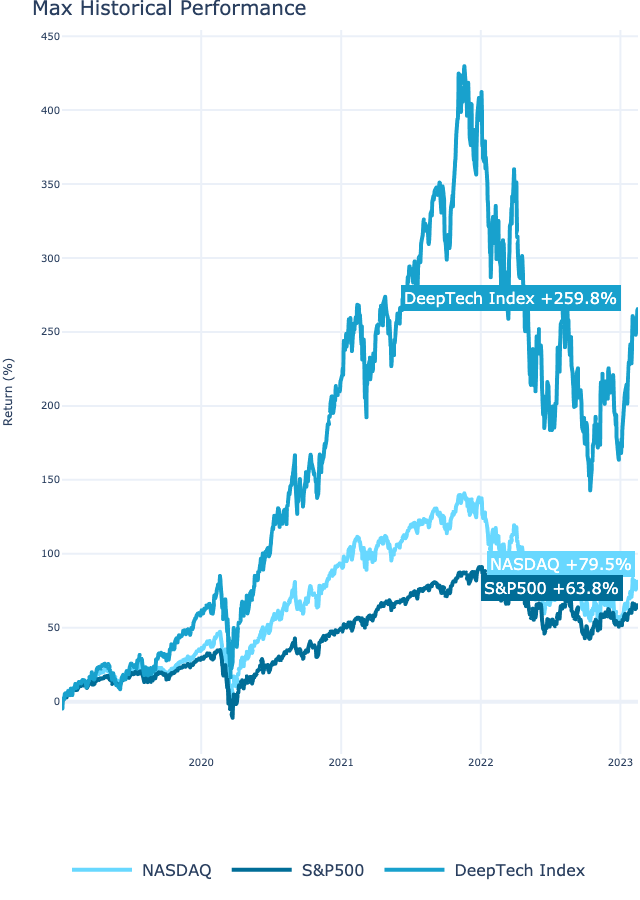 Max Historical Performance
450
400
350
300
DeepTech Index +259.8%
250
Return (%)
200
150
100
NASDAQ +79.5%
S&P500 +63.8%
50
0
2020 2021 2022 2023
NASDAQ S&P500 DeepTech Index